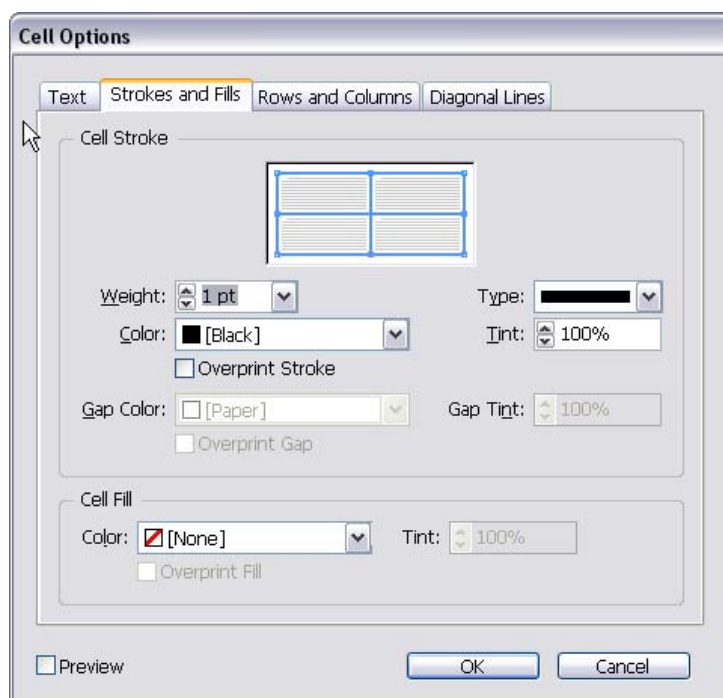 Cell Options
Text Strokes and Fills Rows and Columns Diagonal Lines
Cell Stroke
Weight: 1 pt Type:
Color: [Black] Tint: 100%
Overprint Stroke
Gap Color: [Paper] Gap Tint: 100%
Overprint Gap
Cell Fill
Color: [None] Tint: 100%
Overprint Fill
Preview OK Cancel